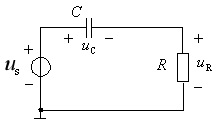 C
+ u_C −
+ u_s −
R
+ u_R −